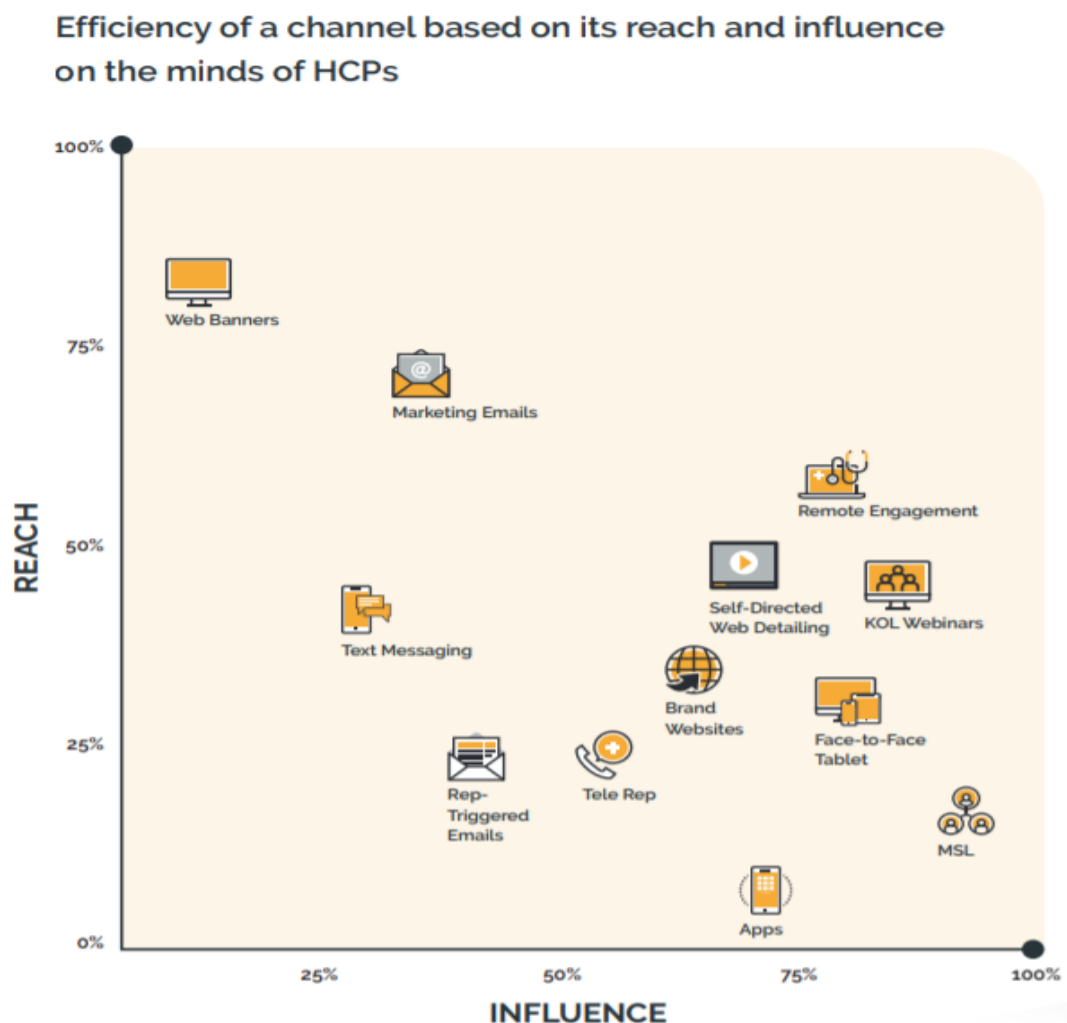 Efficiency of a channel based on its reach and influence
on the minds of HCPs
100%
Web Banners
75%
@
Marketing Emails
Remote Engagement
REACH
50%
Self-Directed
Web Detailing
KOL Webinars
Text Messaging
Brand
Websites
Face-to-Face
Tablet
25%
Rep-
Triggered
Emails
Tele Rep
MSL
Apps
0%
25%
50%
75%
100%
INFLUENCE